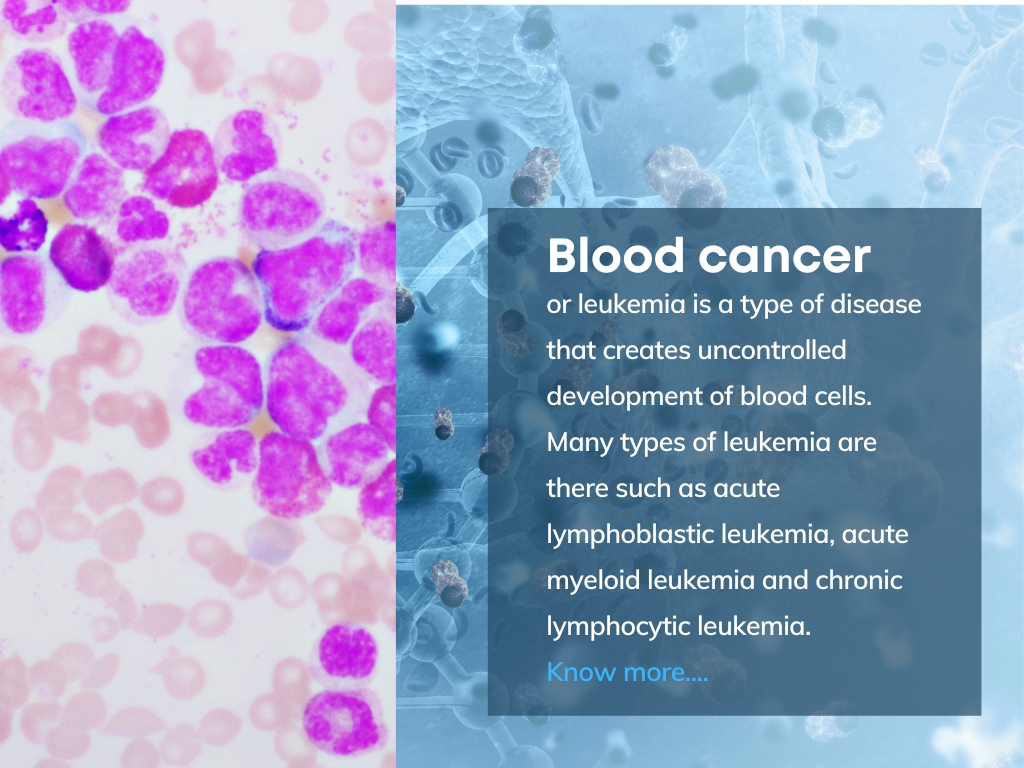 Blood cancer
or leukemia is a type of disease
that creates uncontrolled
development of blood cells.
Many types of leukemia are
there such as acute
lymphoblastic leukemia, acute
myeloid leukemia and chronic
lymphocytic leukemia.
Know more....